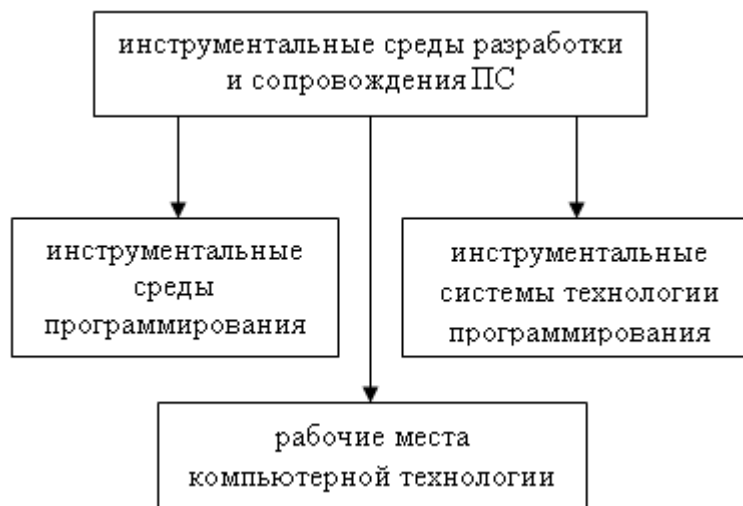 инструментальные среды разработки
и сопровождения ПС
инструментальные
среды
программирования
инструментальные
системы технологии
программирования
рабочие места
компьютерной технологии